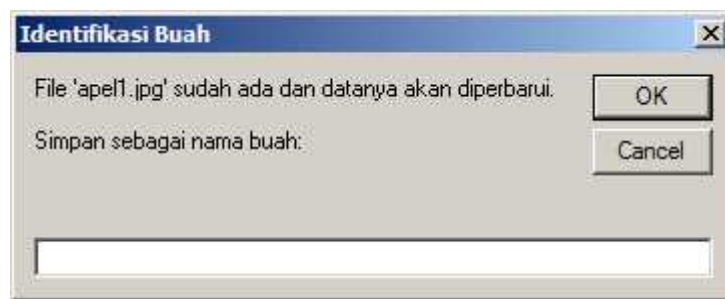 Identifikasi Buah
File 'apel1.jpg' sudah ada dan datanya akan diperbarui.
OK
Simpan sebagai nama buah:
Cancel